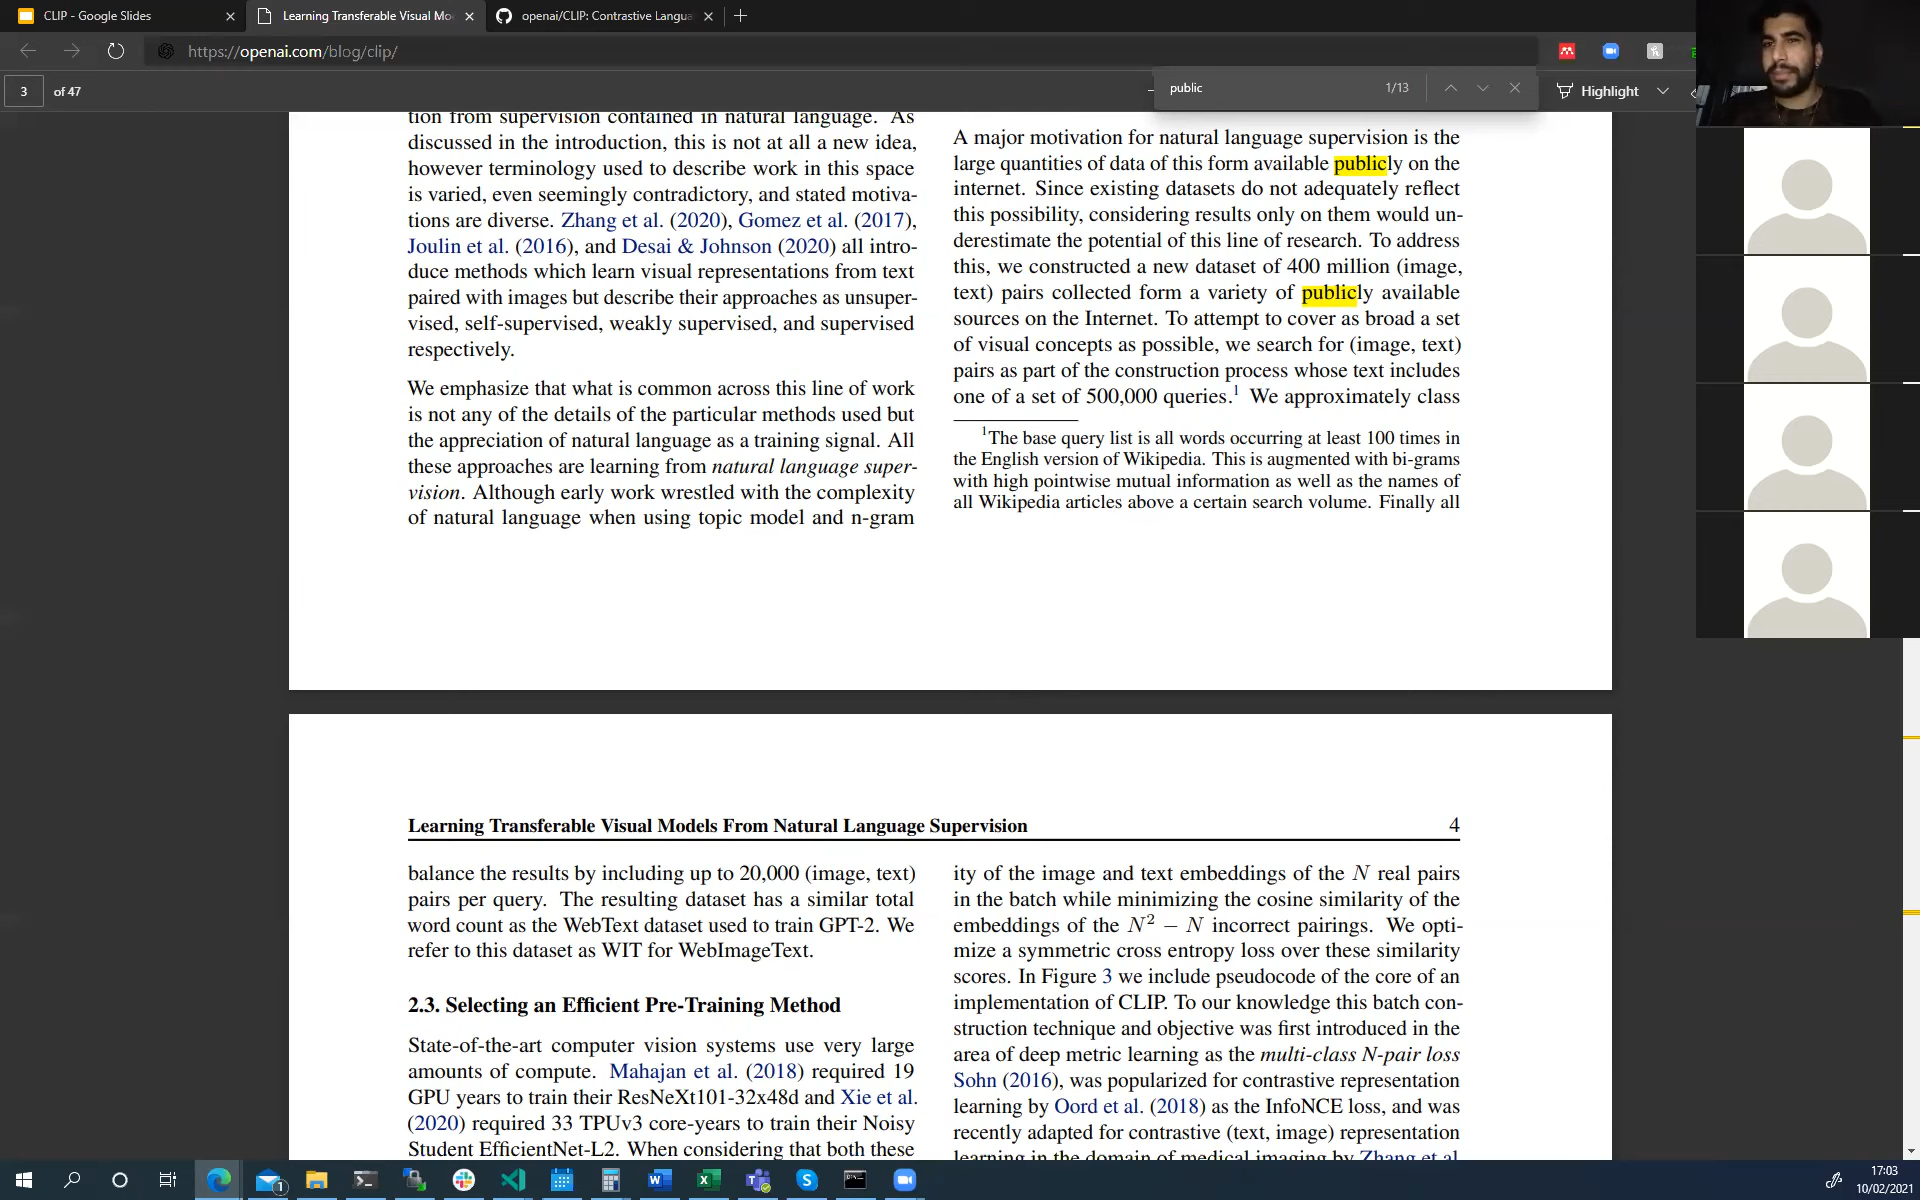 CLIP - Google Slides
Learning Transferable Visual Mo
openai/CLIP: Contrastive Langua
https://openai.com/blog/clip/
3 of 47
public 1/13
Highlight
tion from supervision contained in natural language. As
discussed in the introduction, this is not at all a new idea,
however terminology used to describe work in this space
is varied, even seemingly contradictory, and stated motiva-
tions are diverse. Zhang et al. (2020), Gomez et al. (2017),
Joulin et al. (2016), and Desai & Johnson (2020) all intro-
duce methods which learn visual representations from text
paired with images but describe their approaches as unsuper-
vised, self-supervised, weakly supervised, and supervised
respectively.
We emphasize that what is common across this line of work
is not any of the details of the particular methods used but
the appreciation of natural language as a training signal. All
these approaches are learning from natural language super-
vision. Although early work wrestled with the complexity
of natural language when using topic model and n-gram
A major motivation for natural language supervision is the
large quantities of data of this form available publicly on the
internet. Since existing datasets do not adequately reflect
this possibility, considering results only on them would un-
derestimate the potential of this line of research. To address
this, we constructed a new dataset of 400 million (image,
text) pairs collected form a variety of publicly available
sources on the Internet. To attempt to cover as broad a set
of visual concepts as possible, we search for (image, text)
pairs as part of the construction process whose text includes
one of a set of 500,000 queries.1 We approximately class
1The base query list is all words occurring at least 100 times in
the English version of Wikipedia. This is augmented with bi-grams
with high pointwise mutual information as well as the names of
all Wikipedia articles above a certain search volume. Finally all
Learning Transferable Visual Models From Natural Language Supervision 4
balance the results by including up to 20,000 (image, text)
pairs per query. The resulting dataset has a similar total
word count as the WebText dataset used to train GPT-2. We
refer to this dataset as WIT for WebImageText.
2.3. Selecting an Efficient Pre-Training Method
State-of-the-art computer vision systems use very large
amounts of compute. Mahajan et al. (2018) required 19
GPU years to train their ResNeXt101-32x48d and Xie et al.
(2020) required 33 TPUv3 core-years to train their Noisy
Student EfficientNet-L2. When considering that both these
ity of the image and text embeddings of the N real pairs
in the batch while minimizing the cosine similarity of the
embeddings of the N² − N incorrect pairings. We opti-
mize a symmetric cross entropy loss over these similarity
scores. In Figure 3 we include pseudocode of the core of an
implementation of CLIP. To our knowledge this batch con-
struction technique and objective was first introduced in the
area of deep metric learning as the multi-class N-pair loss
Sohn (2016), was popularized for contrastive representation
learning by Oord et al. (2018) as the InfoNCE loss, and was
recently adapted for contrastive (text, image) representation
learning in the domain of medical imaging by Zhang et al.
17:03
10/02/2021